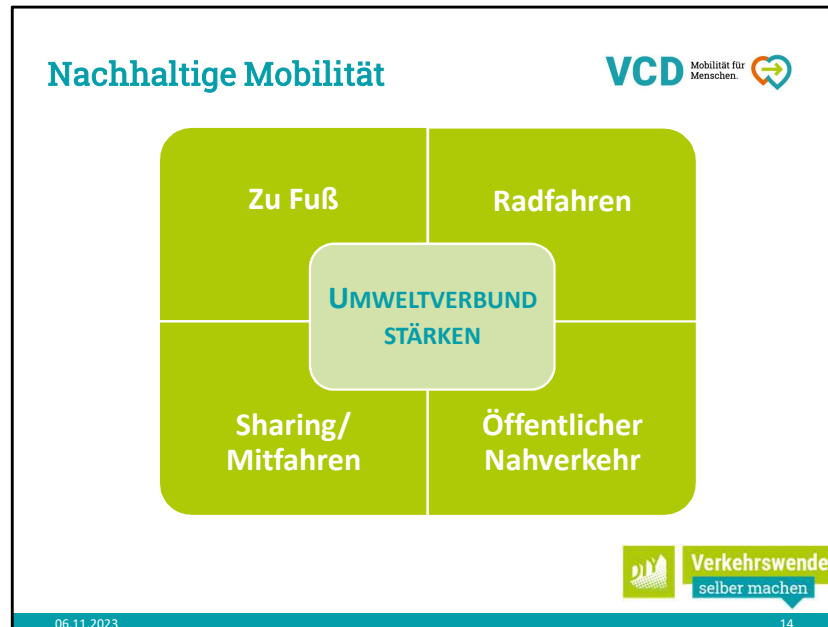 Nachhaltige Mobilität
VCD Mobilität für
Menschen.
Zu Fuß
Radfahren
UMWELTVERBUND
STÄRKEN
Sharing/
Mitfahren
Öffentlicher
Nahverkehr
DIY
Verkehrswende
selber machen
06.11.2023
14